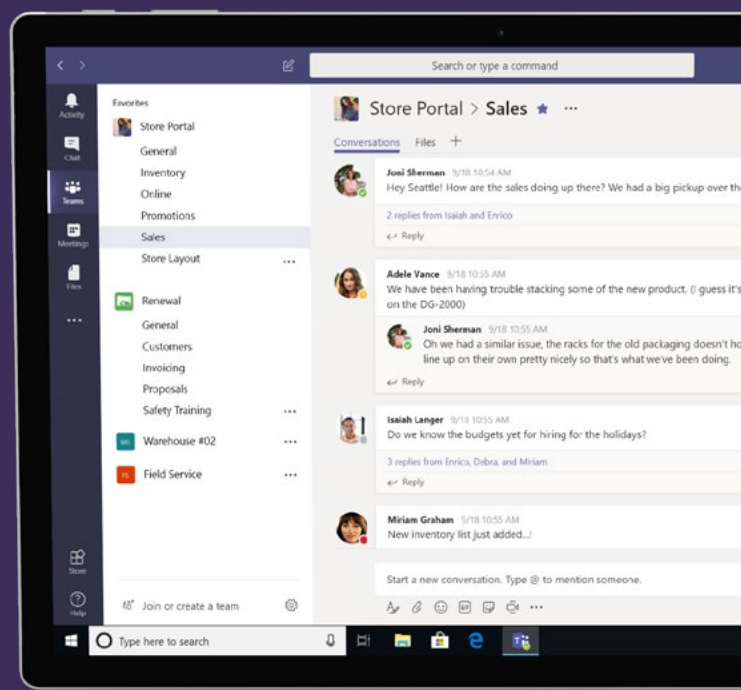 Search or type a command
Activity
Chat
Teams
Meetings
Files
Store
Help
Favorites
Store Portal
General
Inventory
Online
Promotions
Sales
Store Layout
Renewal
General
Customers
Invoicing
Proposals
Safety Training
Warehouse #02
FS Field Service
Join or create a team
Store Portal > Sales
Conversations Files +
Joni Sherman 9/18 10:54 AM
Hey Seattle! How are the sales doing up there? We had a big pickup over the
2 replies from Isaiah and Enrico
Reply
Adele Vance 9/18 10:55 AM
We have been having trouble stacking some of the new product. (I guess it's
on the DG-2000)
Joni Sherman 9/18 10:55 AM
Oh we had a similar issue, the racks for the old packaging doesn't ho
line up on their own pretty nicely so that's what we've been doing.
Reply
Isaiah Langer 9/18 10:55 AM
Do we know the budgets yet for hiring for the holidays?
3 replies from Enrico, Debra, and Miriam
Reply
Miriam Graham 9/18 10:55 AM
New inventory list just added...!
Start a new conversation. Type @ to mention someone.
GIF
Type here to search